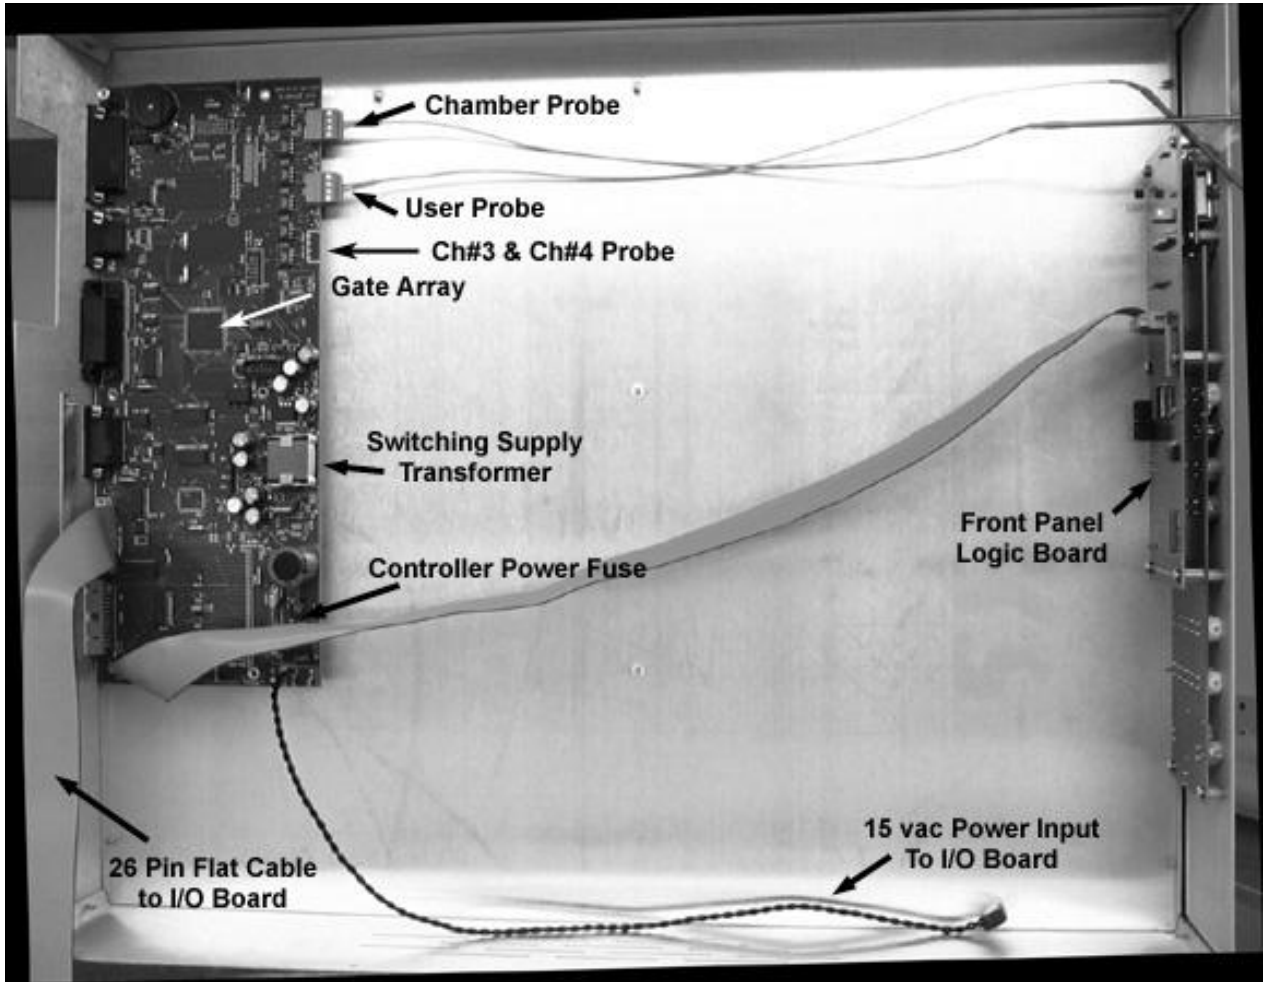 Chamber Probe
User Probe
Ch#3 & Ch#4 Probe
Gate Array
Switching Supply
Transformer
Controller Power Fuse
Front Panel
Logic Board
15 vac Power Input
To I/O Board
26 Pin Flat Cable
to I/O Board